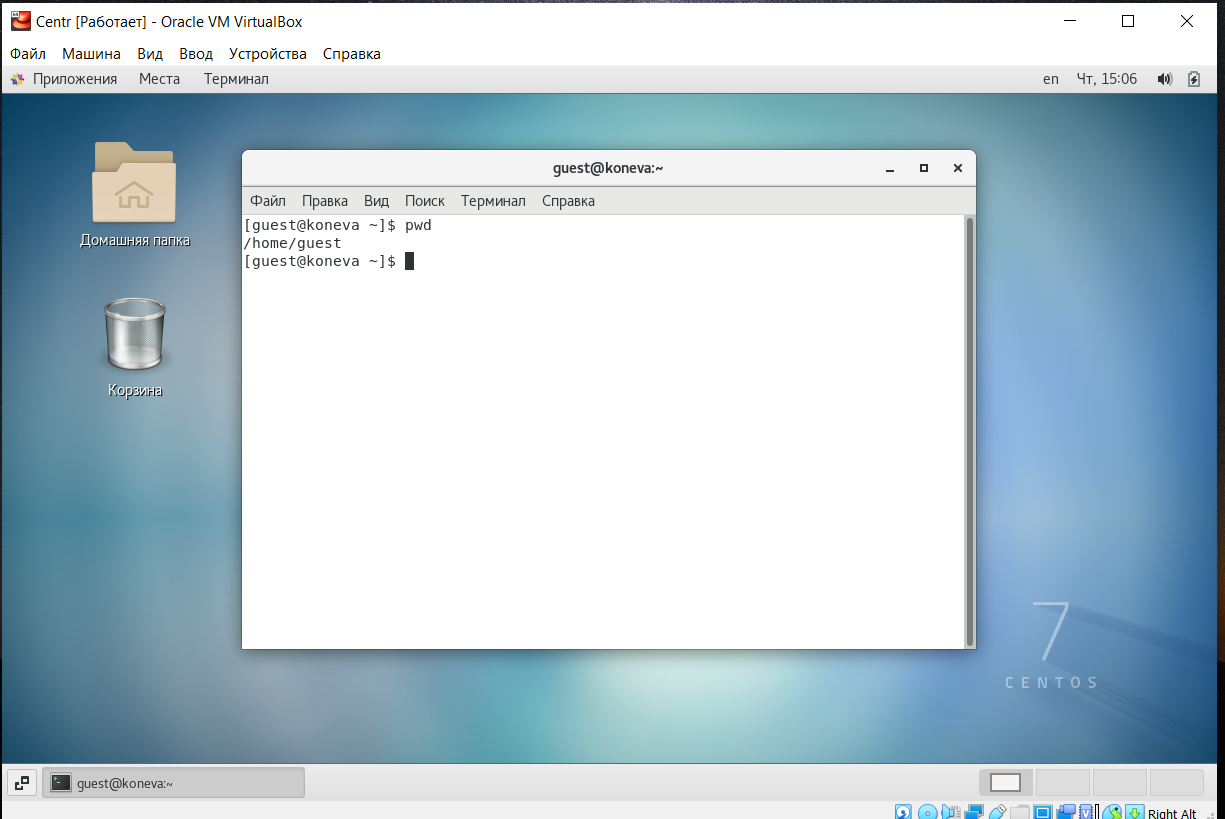 Centr [Работает] - Oracle VM VirtualBox
Файл Машина Вид Ввод Устройства Справка
Приложения Места Терминал en Чт, 15:06
guest@koneva:~
Файл Правка Вид Поиск Терминал Справка
[guest@koneva ~]$ pwd
/home/guest
[guest@koneva ~]$
Домашняя папка
Корзина
7
CENTOS
guest@koneva:~
Right Alt